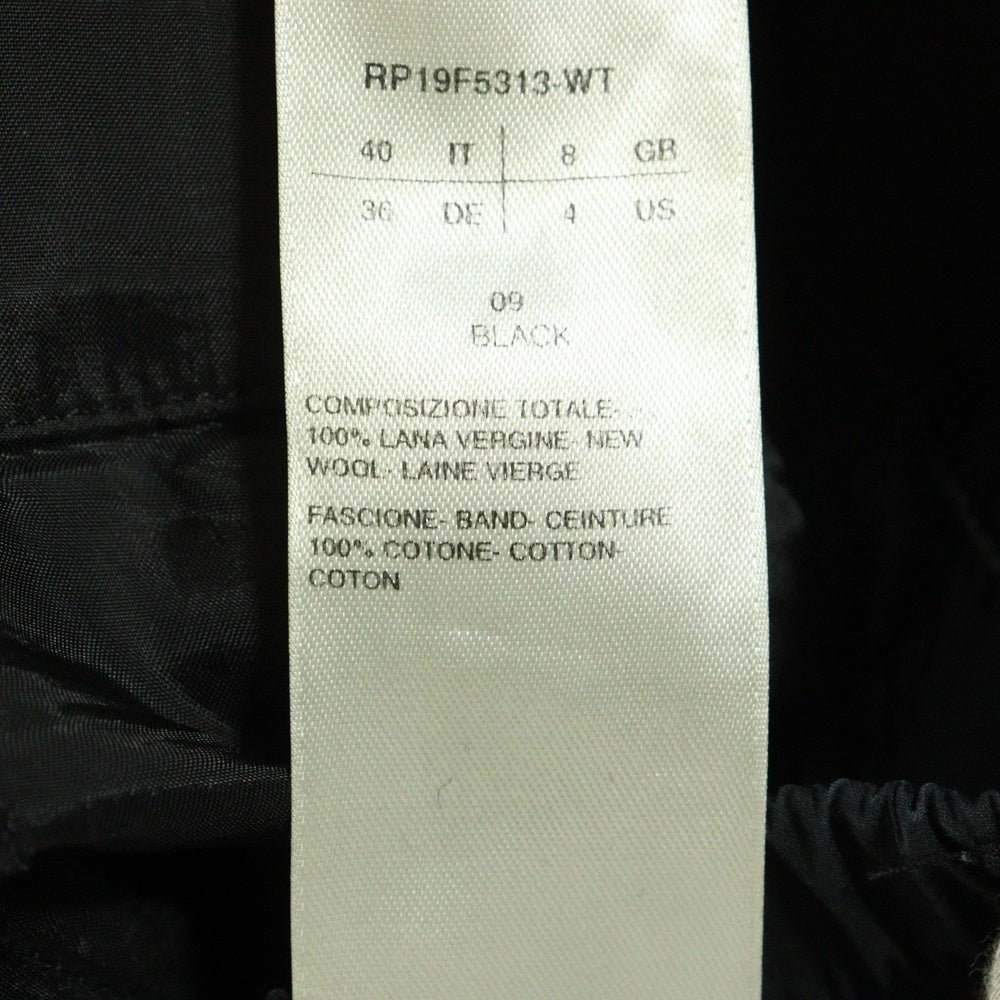 RP19F5313-WT
40 IT 8 GB
36 DE 4 US
09
BLACK
COMPOSIZIONE TOTALE-
100% LANA VERGINE- NEW
WOOL- LAINE VIERGE
FASCIONE- BAND- CEINTURE
100% COTONE- COTTON-
COTON